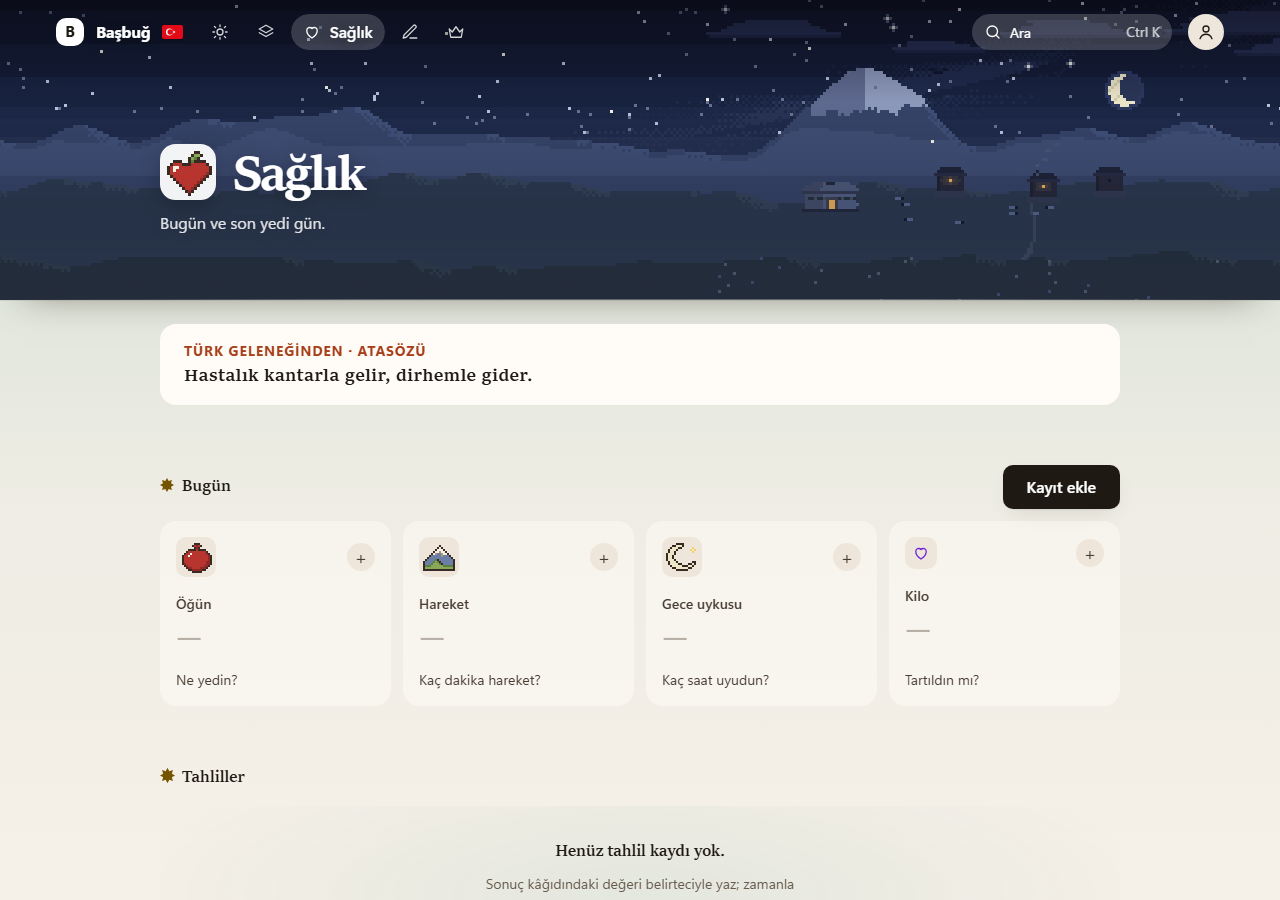 B Başbuğ Sağlık Ara Ctrl K
Sağlık
Bugün ve son yedi gün.
TÜRK GELENEĞİNDEN · ATASÖZÜ
Hastalık kantarla gelir, dirhemle gider.
Bugün
Kayıt ekle
+ + + +
Öğün Hareket Gece uykusu Kilo
— — — —
Ne yedin? Kaç dakika hareket? Kaç saat uyudun? Tartıldın mı?
Tahliller
Henüz tahlil kaydı yok.
Sonuç kâğıdındaki değeri belirteciyle yaz; zamanla